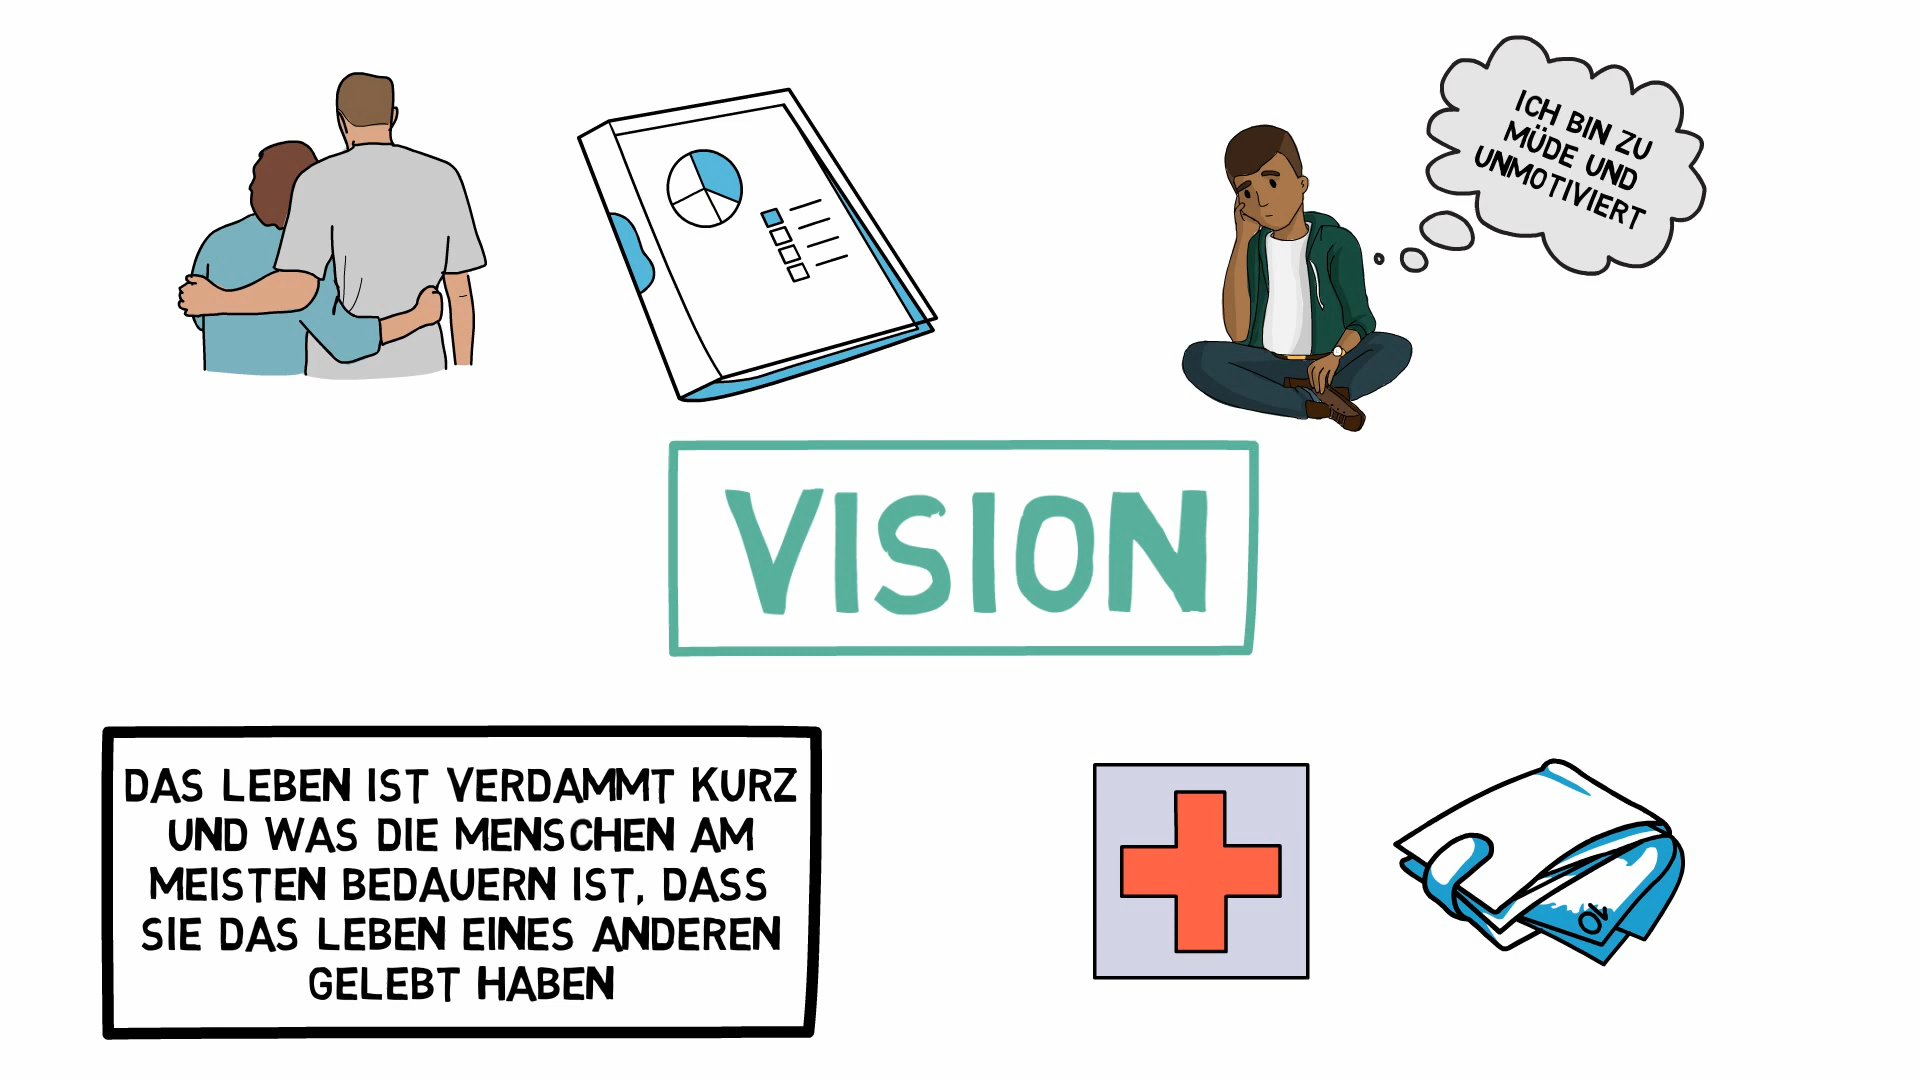 ICH BIN ZU
MÜDE UND
UNMOTIVIERT
VISION
DAS LEBEN IST VERDAMMT KURZ
UND WAS DIE MENSCHEN AM
MEISTEN BEDAUERN IST, DASS
SIE DAS LEBEN EINES ANDEREN
GELEBT HABEN
10